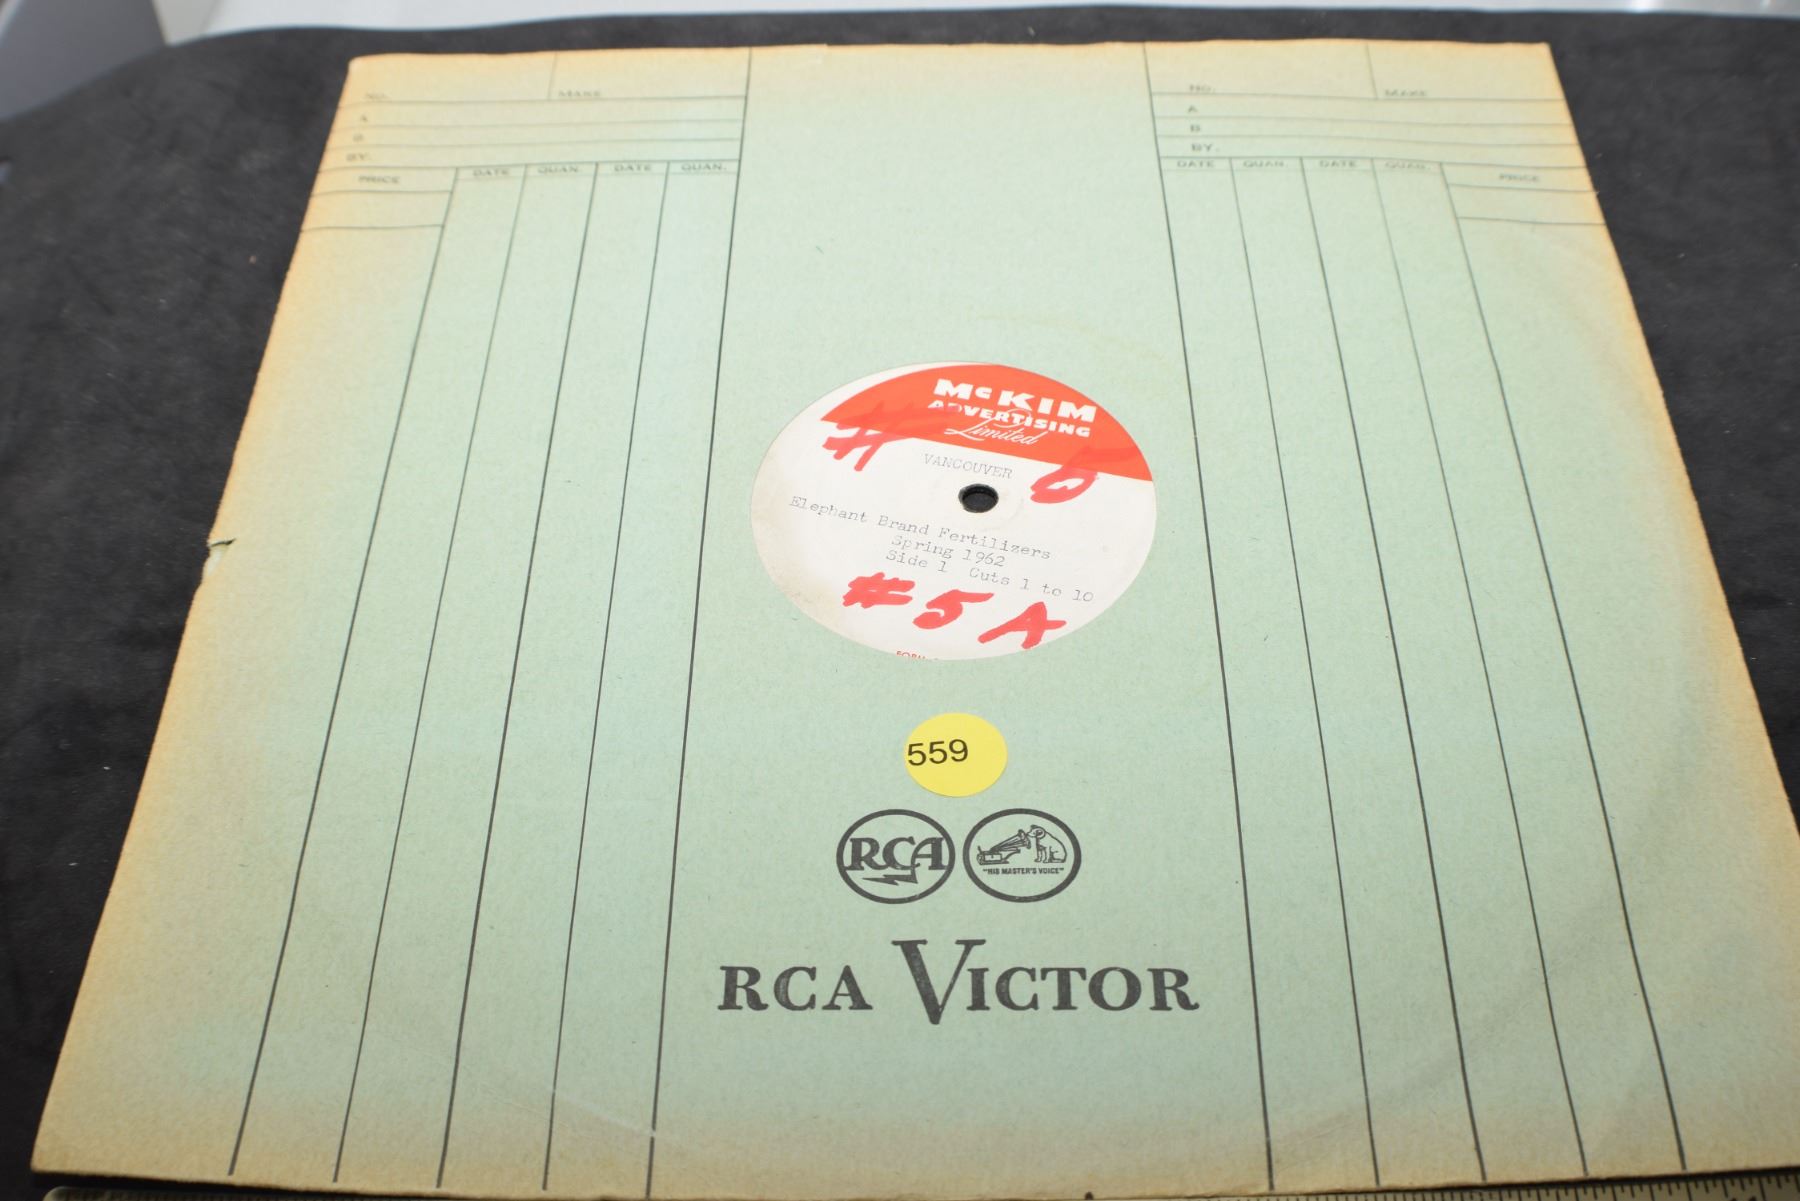 NO. MAKE
A
B
BY.
PRICE DATE QUAN. DATE QUAN.
NO. MAKE
A
B
BY.
DATE QUAN. DATE QUAN. PRICE
McKIM
ADVERTISING
Limited
# 5
VANCOUVER
Elephant Brand Fertilizers
Spring 1962
Side 1 Cuts 1 to 10
#5A
559
RCA
"HIS MASTER'S VOICE"
RCA VICTOR